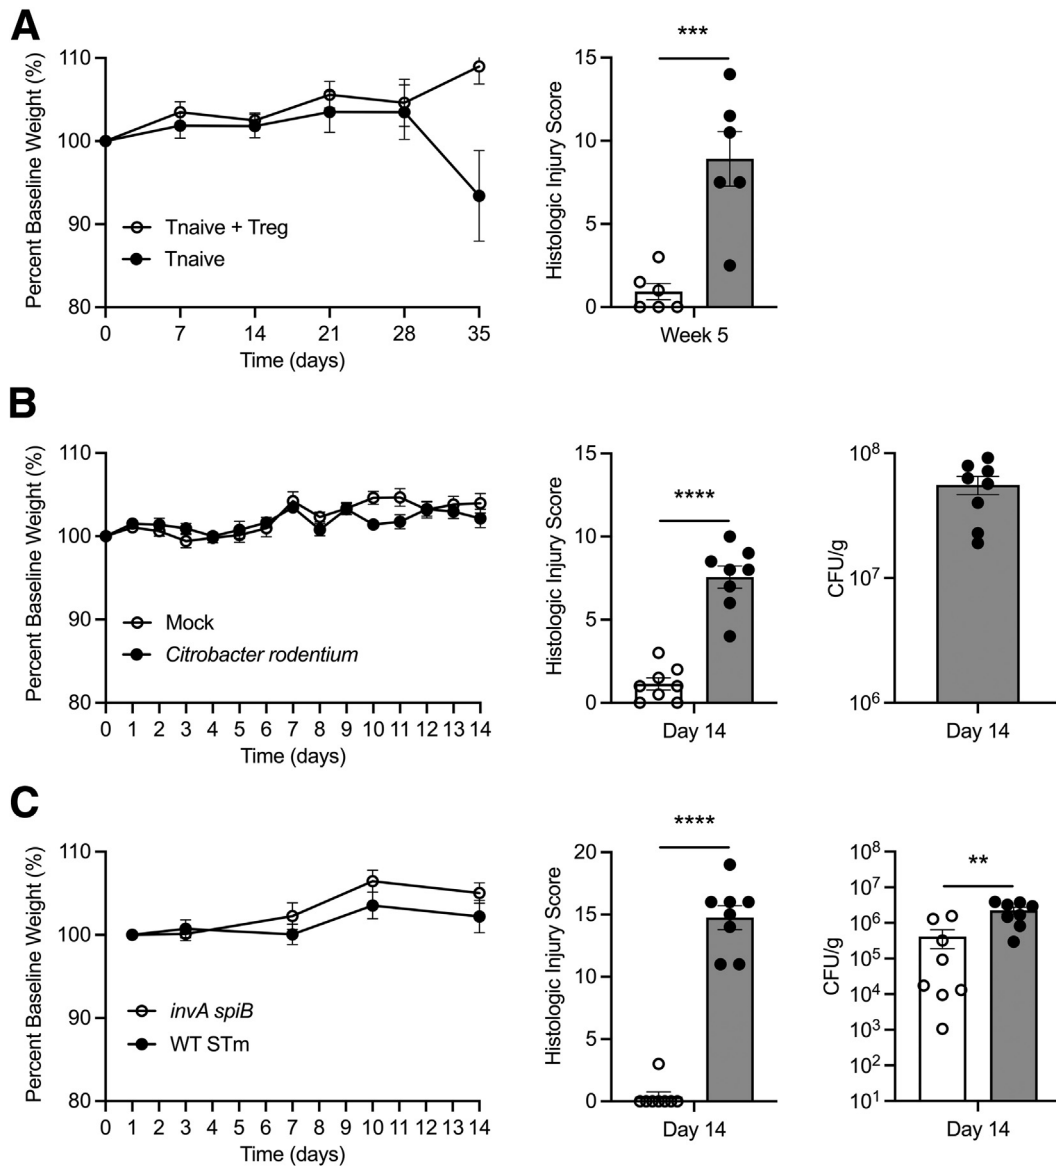 A
Percent Baseline Weight (%)
110
100
90
80
Tnaive + Treg
Tnaive
0 7 14 21 28 35
Time (days)
Histologic Injury Score
15
10
5
0
***
Week 5
B
Percent Baseline Weight (%)
110
100
90
80
Mock
Citrobacter rodentium
0 1 2 3 4 5 6 7 8 9 10 11 12 13 14
Time (days)
Histologic Injury Score
15
10
5
0
****
Day 14
CFU/g
10⁸
10⁷
10⁶
Day 14
C
Percent Baseline Weight (%)
110
100
90
80
invA spiB
WT STm
0 1 2 3 4 5 6 7 8 9 10 11 12 13 14
Time (days)
Histologic Injury Score
20
15
10
5
0
****
Day 14
CFU/g
10⁸
10⁷
10⁶
10⁵
10⁴
10³
10²
10¹
**
Day 14